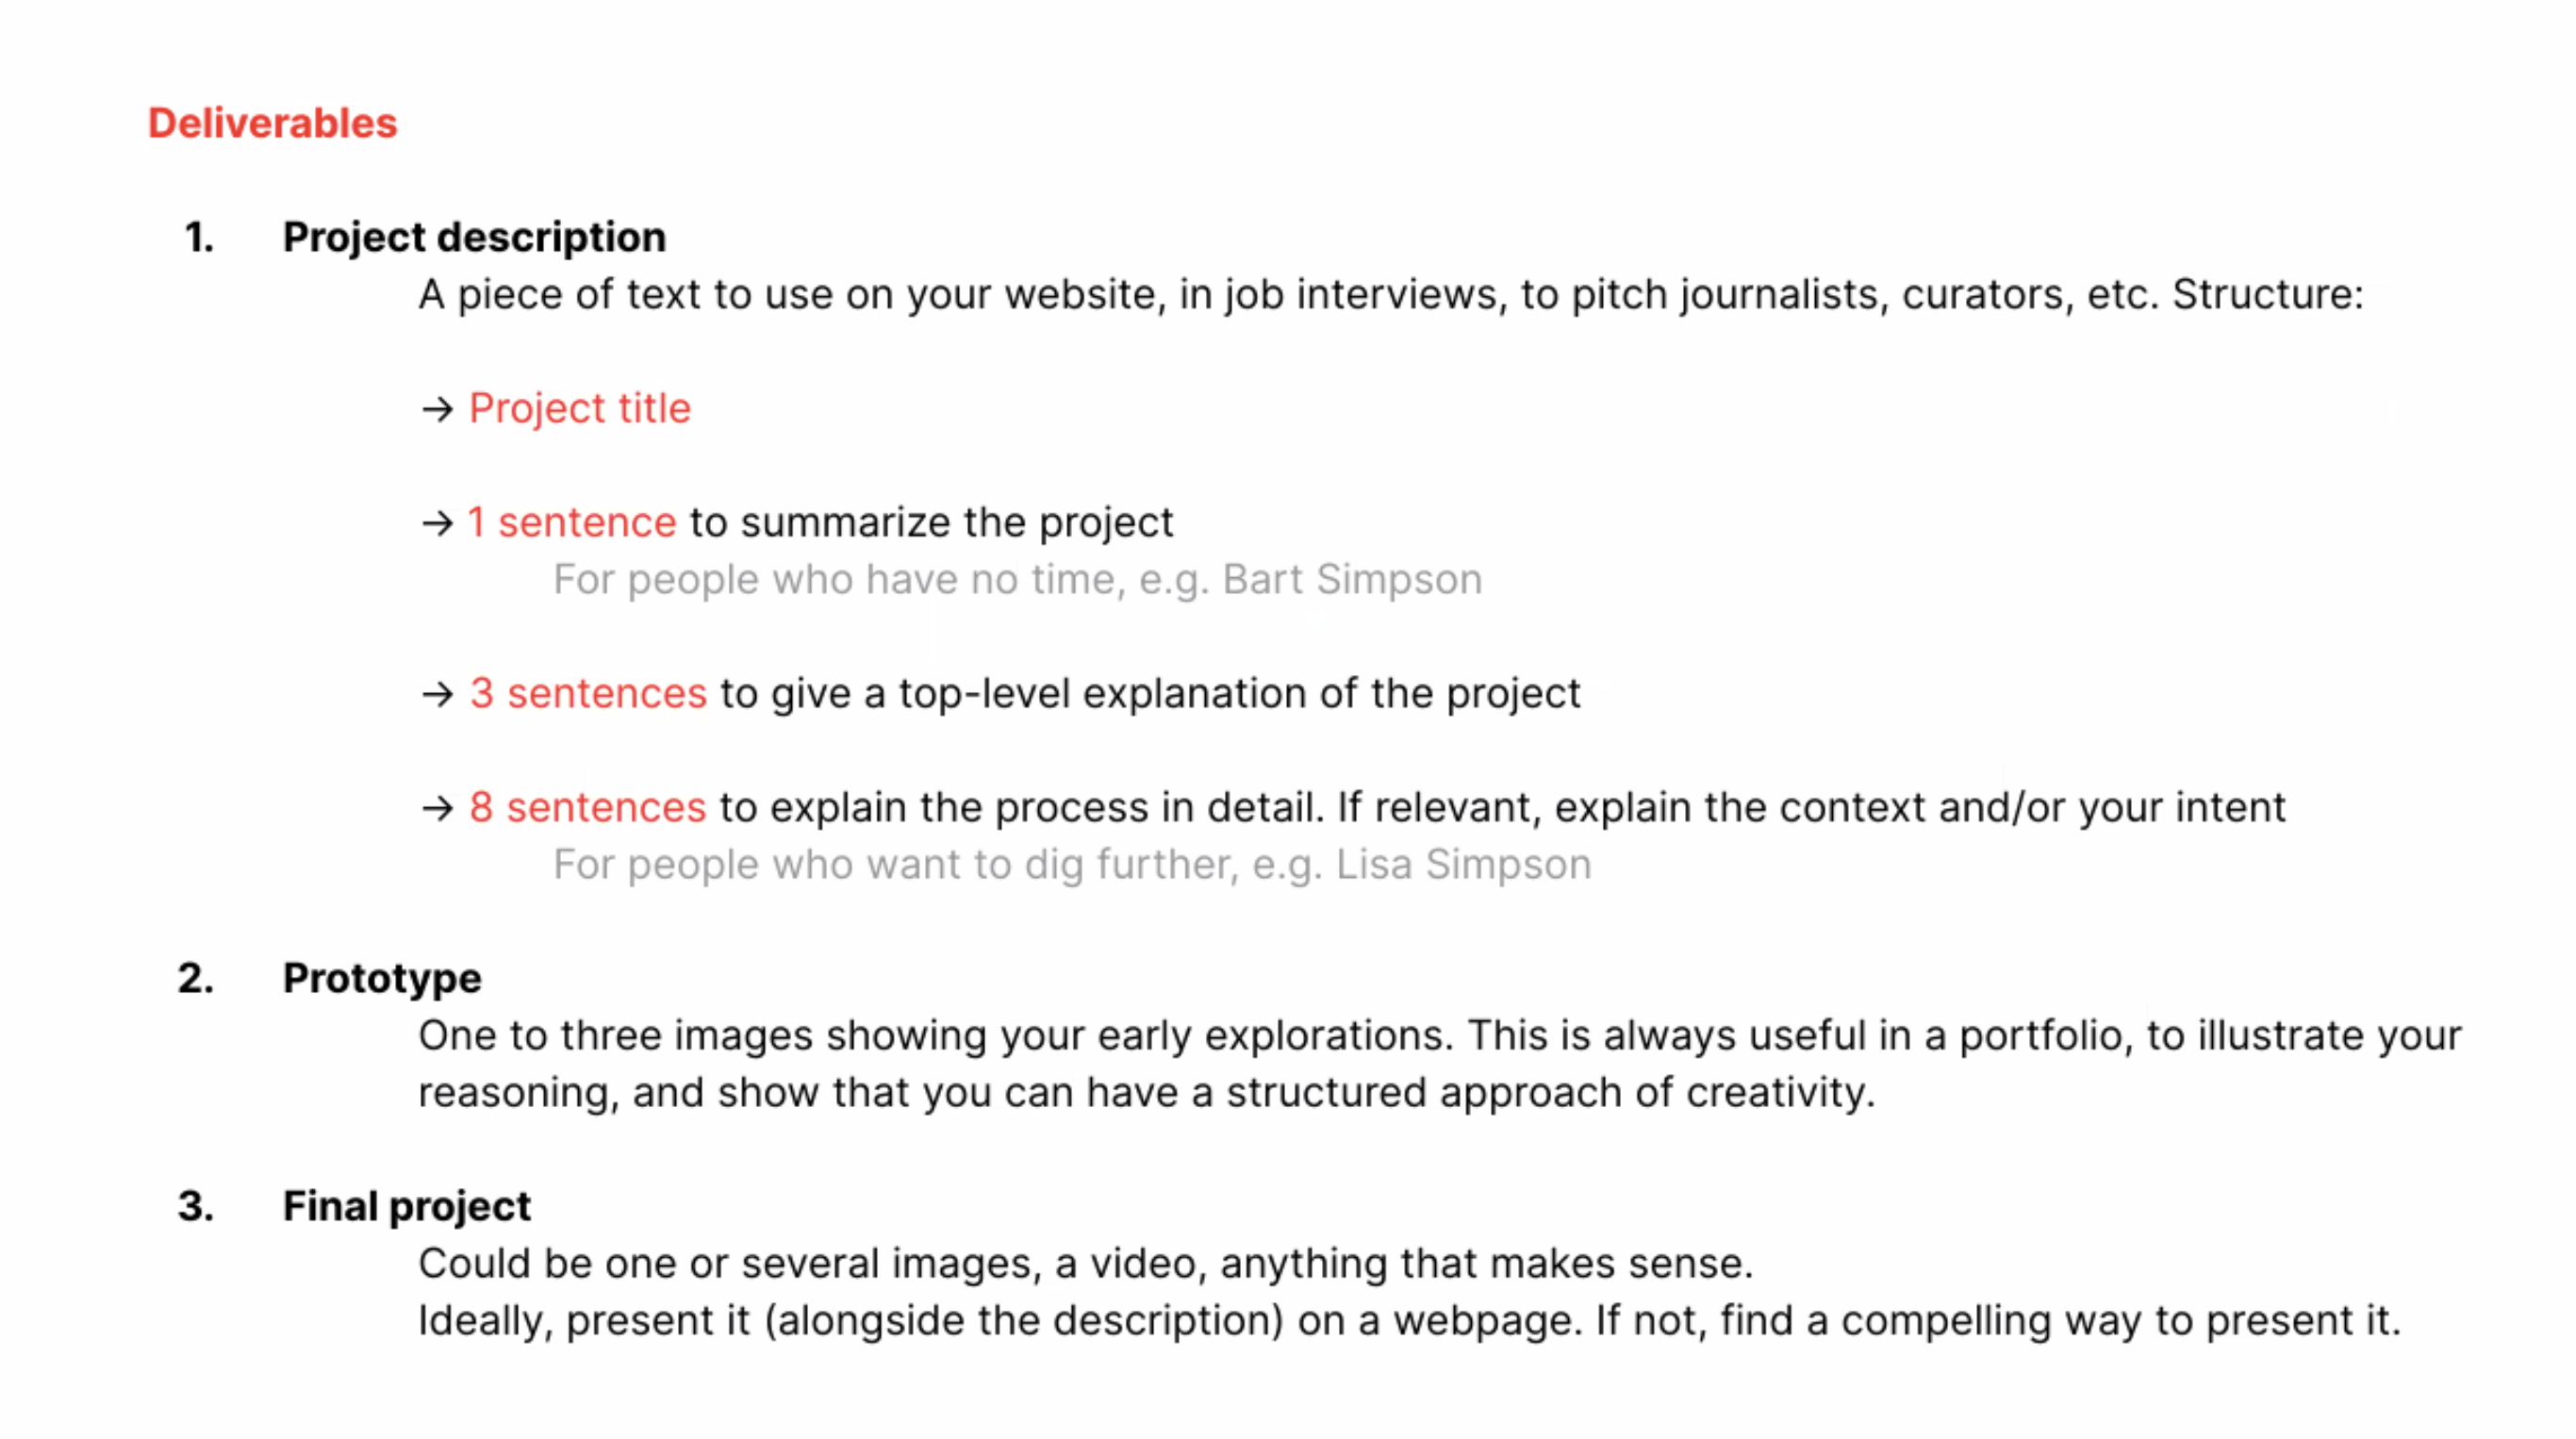 Deliverables
1. Project description
A piece of text to use on your website, in job interviews, to pitch journalists, curators, etc. Structure:
→ Project title
→ 1 sentence to summarize the project
For people who have no time, e.g. Bart Simpson
→ 3 sentences to give a top-level explanation of the project
→ 8 sentences to explain the process in detail. If relevant, explain the context and/or your intent
For people who want to dig further, e.g. Lisa Simpson
2. Prototype
One to three images showing your early explorations. This is always useful in a portfolio, to illustrate your
reasoning, and show that you can have a structured approach of creativity.
3. Final project
Could be one or several images, a video, anything that makes sense.
Ideally, present it (alongside the description) on a webpage. If not, find a compelling way to present it.